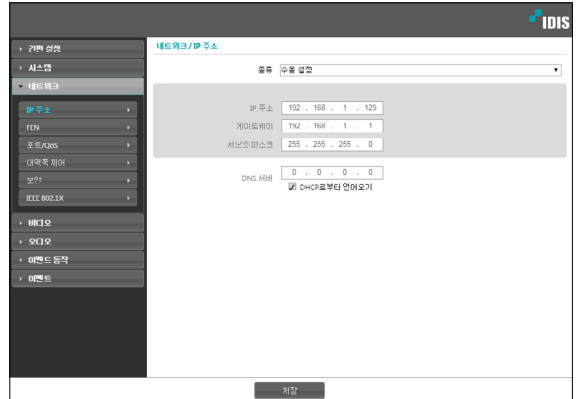 IDIS
간편 설정
시스템
네트워크
IP 주소
FEN
포트/QoS
대역폭 제어
보안
IEEE 802.1X
비디오
오디오
이벤트 동작
이벤트
네트워크 / IP 주소
종류 수동 설정
IP 주소 192 . 168 . 1 . 129
게이트웨이 192 . 168 . 1 . 1
서브넷 마스크 255 . 255 . 255 . 0
DNS 서버 0 . 0 . 0 . 0
DHCP로부터 얻어오기
저장